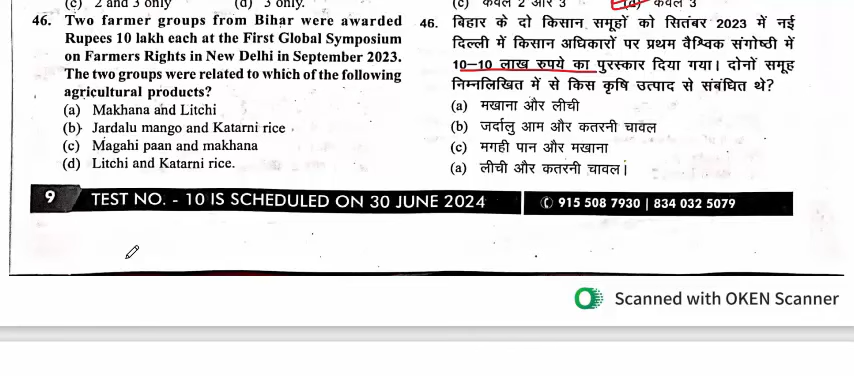 (c) 2 and 3 only (d) 3 only.
46. Two farmer groups from Bihar were awarded
Rupees 10 lakh each at the First Global Symposium
on Farmers Rights in New Delhi in September 2023.
The two groups were related to which of the following
agricultural products?
(a) Makhana and Litchi
(b) Jardalu mango and Katarni rice
(c) Magahi paan and makhana
(d) Litchi and Katarni rice.
(c) केवल 2 और 3 (d) केवल 3
46. बिहार के दो किसान समूहों को सितंबर 2023 में नई
दिल्ली में किसान अधिकारों पर प्रथम वैश्विक संगोष्ठी में
10–10 लाख रुपये का पुरस्कार दिया गया। दोनों समूह
निम्नलिखित में से किस कृषि उत्पाद से संबंधित थे?
(a) मखाना और लीची
(b) जर्दालु आम और कतरनी चावल
(c) मगही पान और मखाना
(a) लीची और कतरनी चावल।
9 TEST NO. - 10 IS SCHEDULED ON 30 JUNE 2024 915 508 7930 | 834 032 5079
Scanned with OKEN Scanner